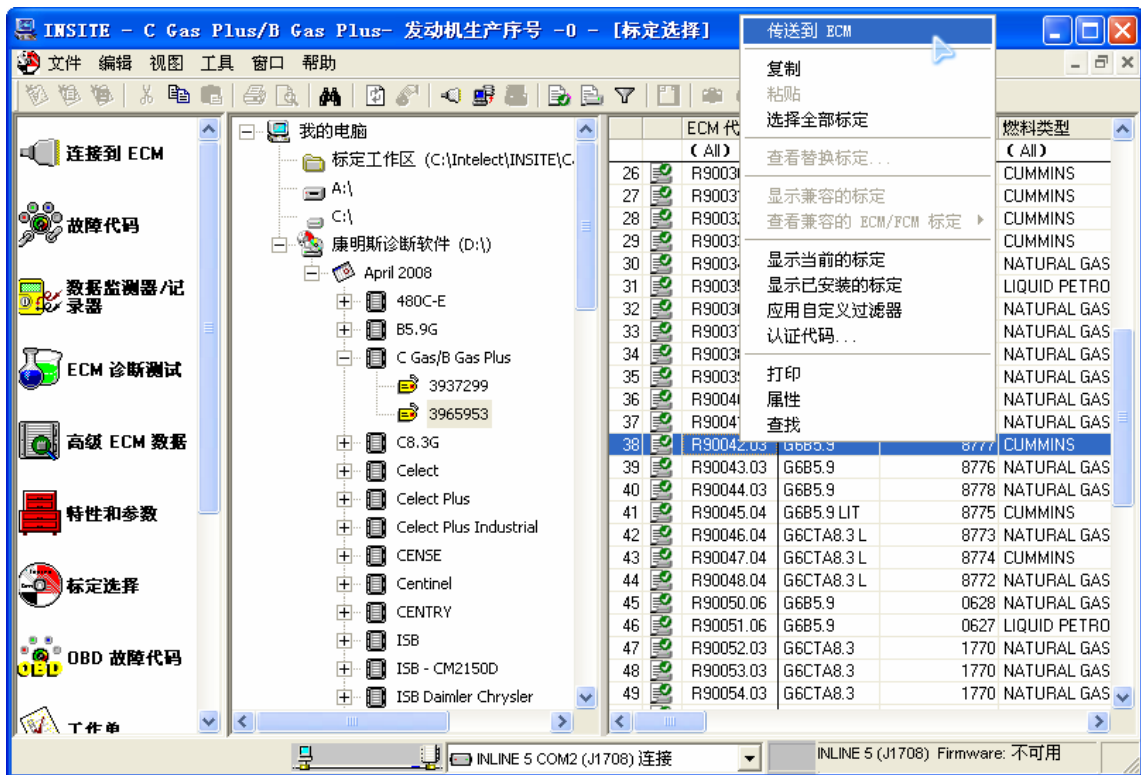 INSITE - C Gas Plus/B Gas Plus- 发动机生产序号 -0 - [标定选择]
文件 编辑 视图 工具 窗口 帮助
连接到 ECM
故障代码
数据监测器/记
录器
ECM 诊断测试
高级 ECM 数据
特性和参数
标定选择
OBD 故障代码
工作单
我的电脑
标定工作区 (C:\Intelect\INSITE\C
A:\
C:\
康明斯诊断软件 (D:\)
April 2008
480C-E
B5.9G
C Gas/B Gas Plus
3937299
3965953
C8.3G
Celect
Celect Plus
Celect Plus Industrial
CENSE
Centinel
CENTRY
ISB
ISB - CM2150D
ISB Daimler Chrysler
传送到 ECM
复制
粘贴
选择全部标定
查看替换标定...
显示兼容的标定
查看兼容的 ECM/FCM 标定
显示当前的标定
显示已安装的标定
应用自定义过滤器
认证代码...
打印
属性
查找
ECM 代 燃料类型
(All) (All)
26 CUMMINS
27 CUMMINS
28 CUMMINS
29 CUMMINS
30 NATURAL GAS
31 LIQUID PETRO
32 NATURAL GAS
33 NATURAL GAS
34 NATURAL GAS
35 NATURAL GAS
36 NATURAL GAS
37 NATURAL GAS
38 R90042.03 G6B5.9 8777 CUMMINS
39 R90043.03 G6B5.9 8776 NATURAL GAS
40 R90044.03 G6B5.9 8778 NATURAL GAS
41 R90045.04 G6B5.9 LIT 8775 CUMMINS
42 R90046.04 G6CTA8.3 L 8773 NATURAL GAS
43 R90047.04 G6CTA8.3 L 8774 CUMMINS
44 R90048.04 G6CTA8.3 L 8772 NATURAL GAS
45 R90050.06 G6B5.9 0628 NATURAL GAS
46 R90051.06 G6B5.9 0627 LIQUID PETRO
47 R90052.03 G6CTA8.3 1770 NATURAL GAS
48 R90053.03 G6CTA8.3 1770 NATURAL GAS
49 R90054.03 G6CTA8.3 1770 NATURAL GAS
INLINE 5 COM2 (J1708) 连接
INLINE 5 (J1708) Firmware: 不可用